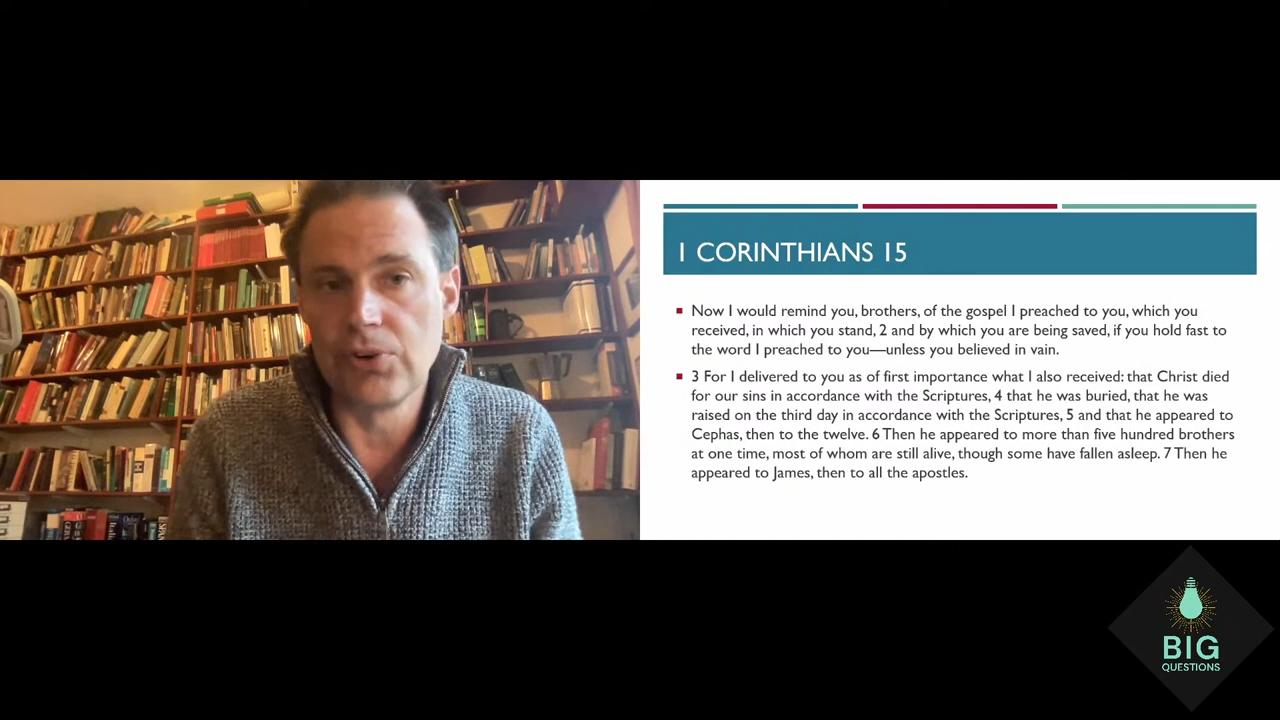 1 CORINTHIANS 15
Now I would remind you, brothers, of the gospel I preached to you, which you
received, in which you stand, 2 and by which you are being saved, if you hold fast to
the word I preached to you—unless you believed in vain.
3 For I delivered to you as of first importance what I also received: that Christ died
for our sins in accordance with the Scriptures, 4 that he was buried, that he was
raised on the third day in accordance with the Scriptures, 5 and that he appeared to
Cephas, then to the twelve. 6 Then he appeared to more than five hundred brothers
at one time, most of whom are still alive, though some have fallen asleep. 7 Then he
appeared to James, then to all the apostles.
BIG
QUESTIONS